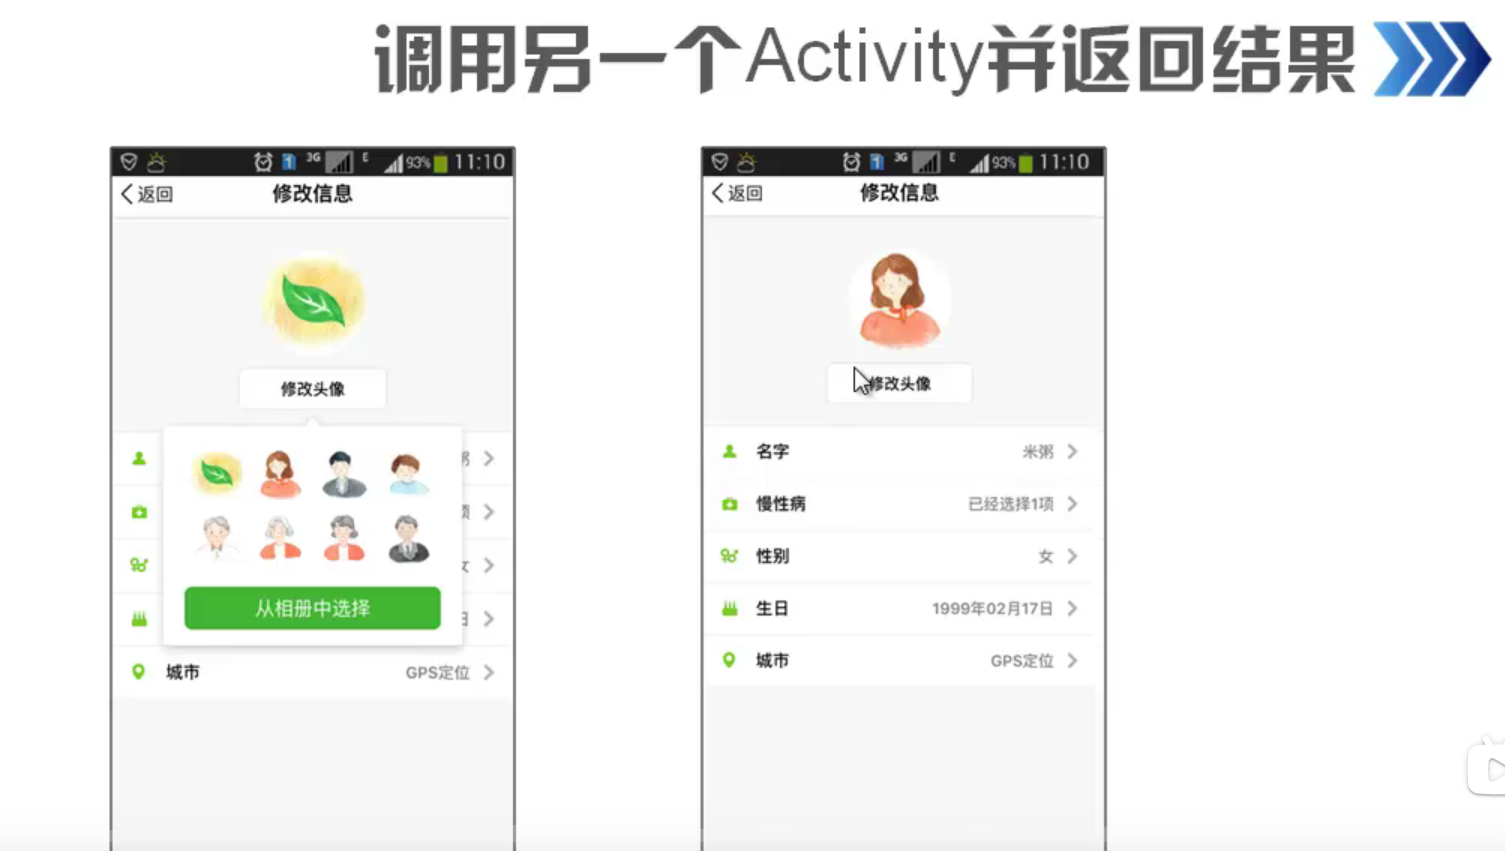 调用另一个Activity并返回结果
3G E 93% 11:10
返回 修改信息
修改头像
从相册中选择
城市 GPS定位
1 3G E 93% 11:10
返回 修改信息
修改头像
名字 米粥
慢性病 已经选择1项
性别 女
生日 1999年02月17日
城市 GPS定位